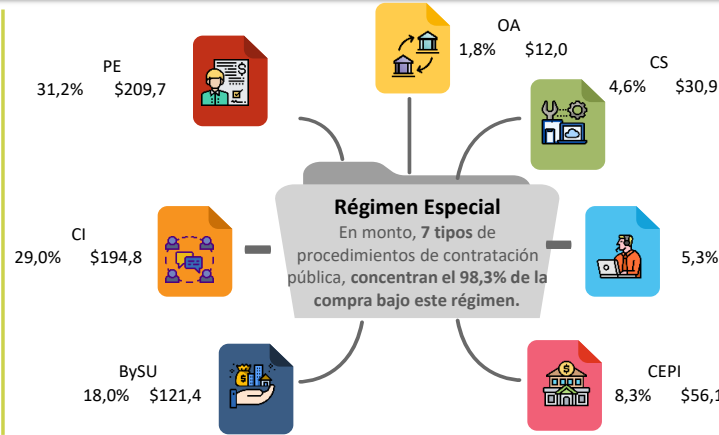 OA
1,8% $12,0
PE
31,2% $209,7
CS
4,6% $30,9
Régimen Especial
En monto, 7 tipos de
procedimientos de contratación
pública, concentran el 98,3% de la
compra bajo este régimen.
CI
29,0% $194,8
5,3%
BySU
18,0% $121,4
CEPI
8,3% $56,1